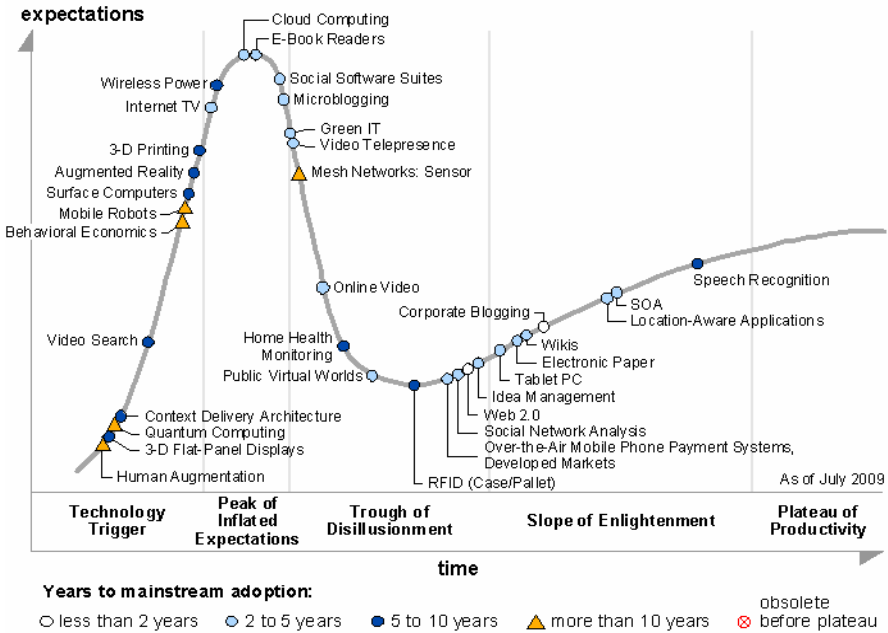 expectations
Cloud Computing
E-Book Readers
Wireless Power
Social Software Suites
Internet TV
Microblogging
Green IT
3-D Printing
Video Telepresence
Augmented Reality
Mesh Networks: Sensor
Surface Computers
Mobile Robots
Behavioral Economics
Speech Recognition
Online Video
SOA
Corporate Blogging
Location-Aware Applications
Video Search
Home Health
Monitoring
Wikis
Electronic Paper
Public Virtual Worlds
Tablet PC
Idea Management
Context Delivery Architecture
Web 2.0
Quantum Computing
Social Network Analysis
3-D Flat-Panel Displays
Over-the-Air Mobile Phone Payment Systems,
Developed Markets
Human Augmentation
RFID (Case/Pallet)
As of July 2009
Technology
Trigger
Peak of
Inflated
Expectations
Trough of
Disillusionment
Slope of Enlightenment
Plateau of
Productivity
time
Years to mainstream adoption:
less than 2 years
2 to 5 years
5 to 10 years
more than 10 years
obsolete
before plateau